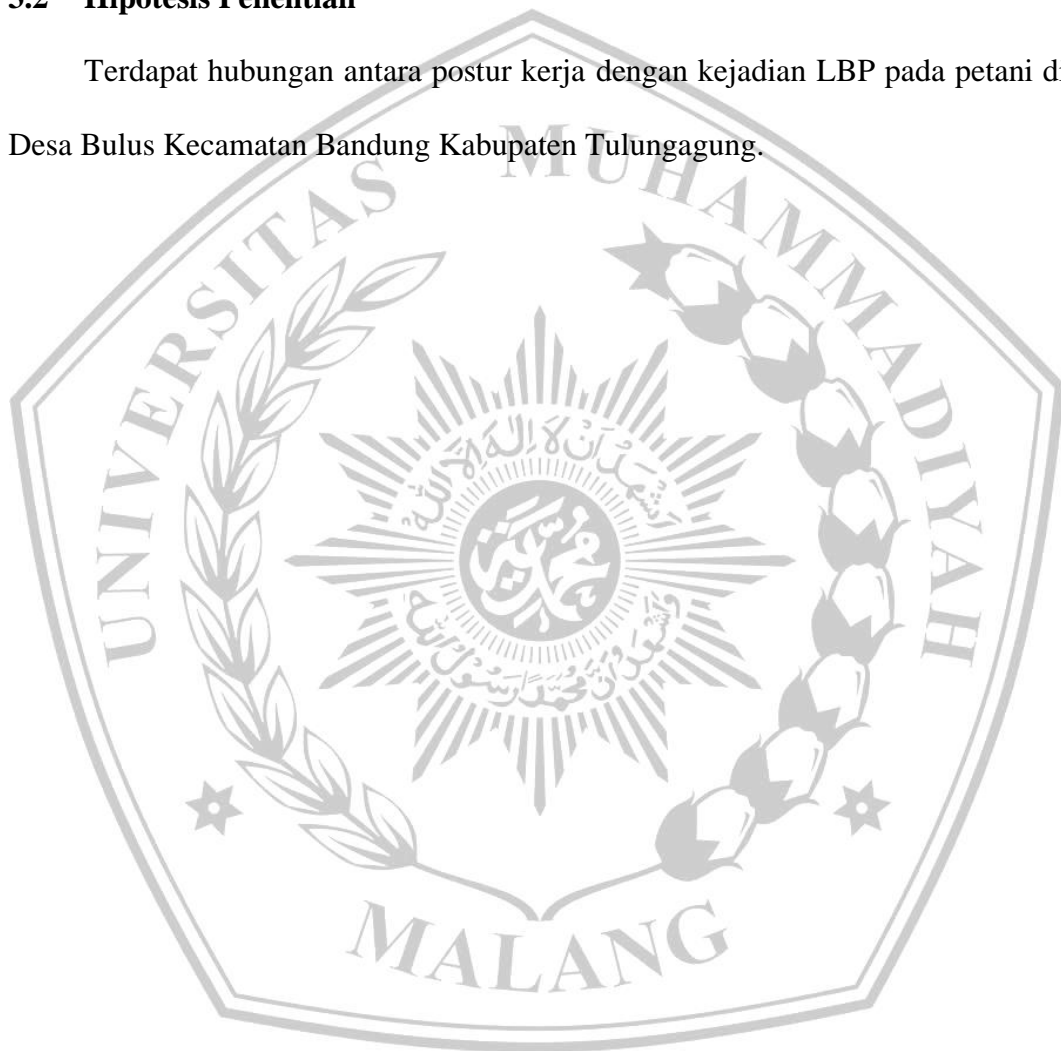 3.2 Hipotesis Penelitian
Terdapat hubungan antara postur kerja dengan kejadian LBP pada petani di
Desa Bulus Kecamatan Bandung Kabupaten Tulungagung.
UNIVERSITAS MUHAMMADIYAH
MALANG